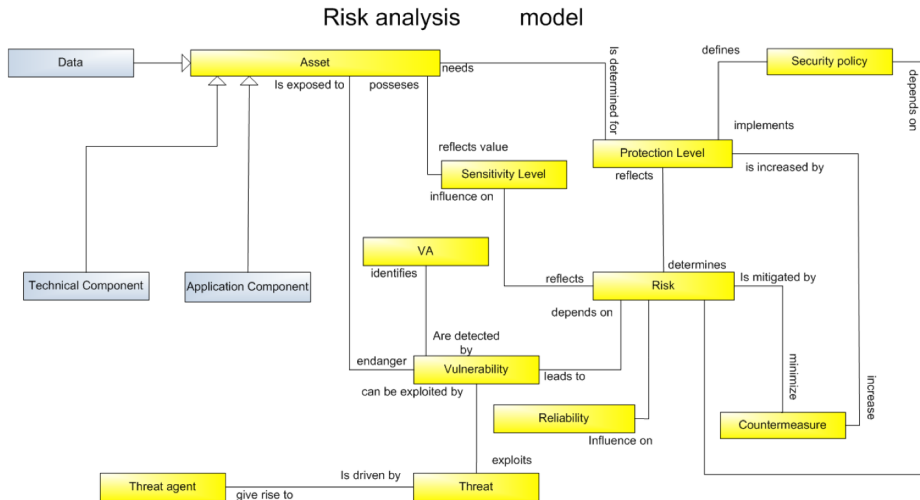 Risk analysis model
Data
Asset
needs
Is exposed to
posseses
Is determined for
defines
Security policy
depends on
implements
reflects value
Protection Level
reflects
is increased by
Sensitivity Level
influence on
VA
identifies
Technical Component
Application Component
reflects
determines
Risk
Is mitigated by
depends on
Are detected
by
endanger
Vulnerability
leads to
can be exploited by
minimize
increase
Reliability
Influence on
Countermeasure
exploits
Threat agent
give rise to
Is driven by
Threat